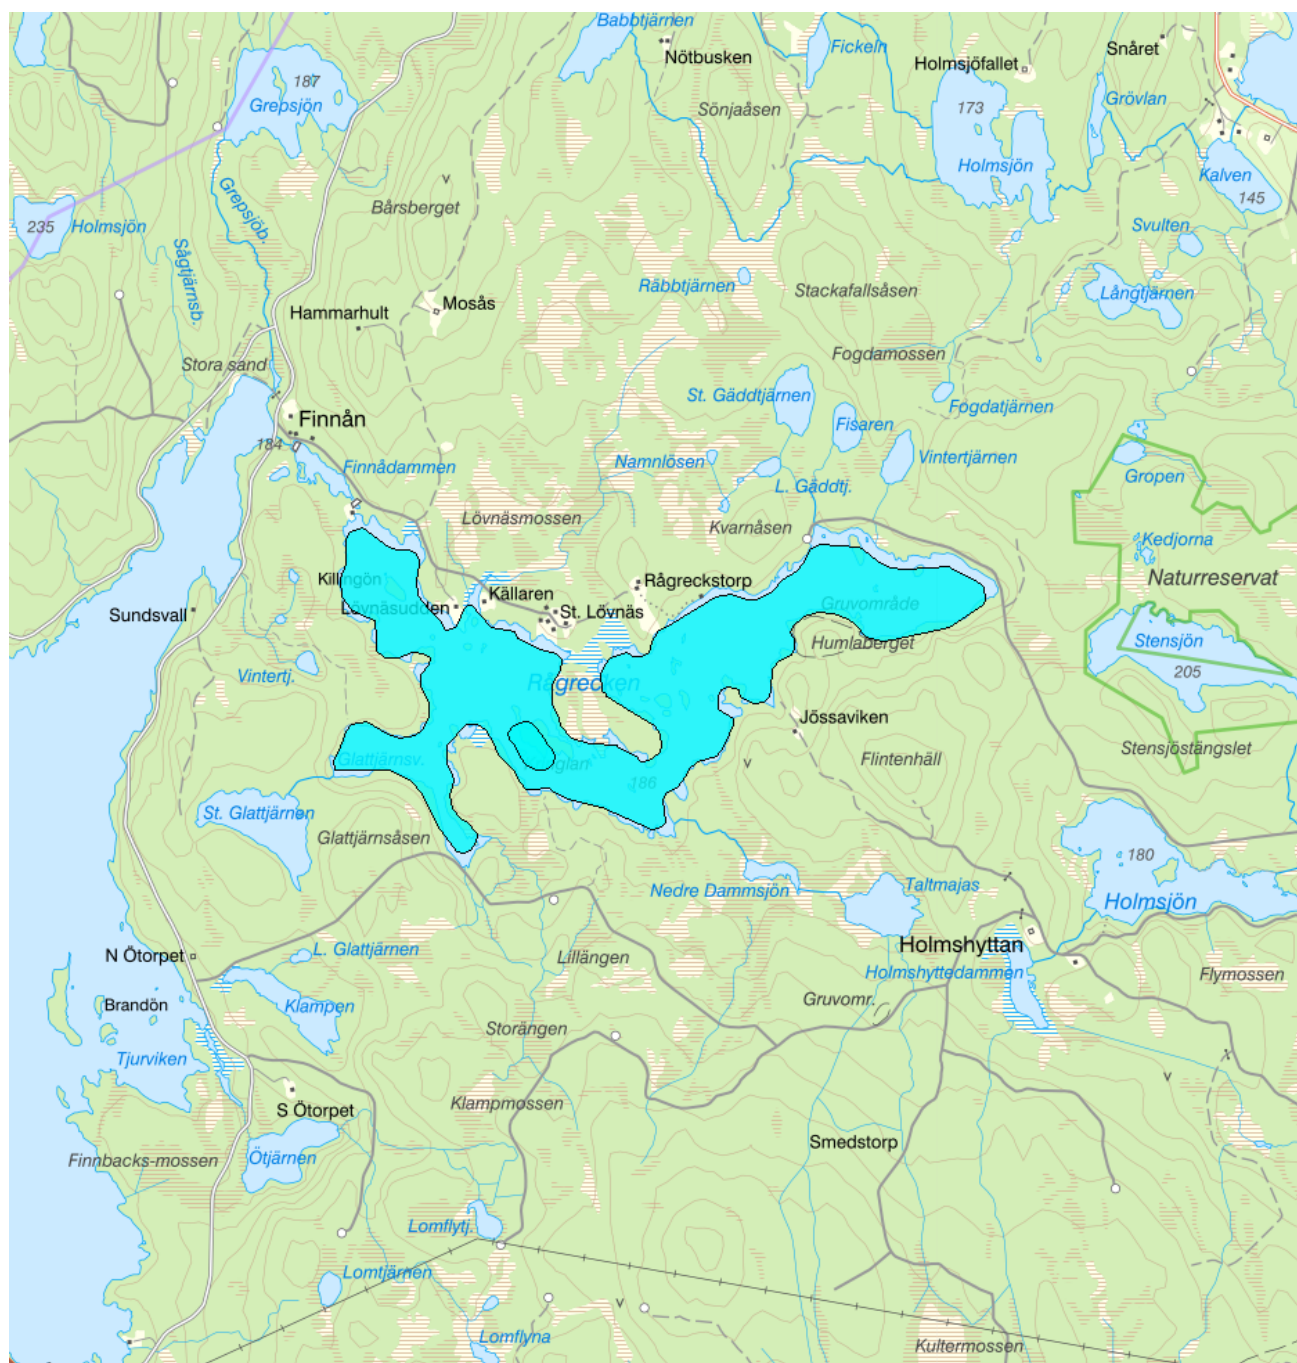 Babbtjärnen
Fickeln
Snåret
Nötbusken
Holmsjöfallet
187
Grepsjön
Sönjaåsen
173
Grövlan
Holmsjön
Kalven
145
Grepsjöb.
Bårsberget
235
Holmsjön
Svulten
Sågtjärnsb.
Räbbtjärnen
Stackafallsåsen
Långtjärnen
Mosås
Hammarhult
Stora sand
Fogdamossen
St. Gäddtjärnen
Fogdatjärnen
Finnån
Fisaren
184
Finnådammen
Namnlösen
Vintertjärnen
L. Gäddtj.
Gropen
Lövnäsmossen
Kvarnåsen
Kedjorna
Killingön
Rågreckstorp
Naturreservat
Källaren
Lövnäsudden
St. Lövnäs
Gruvområde
Sundsvall
Humlaberget
Stensjön
Vintertj.
205
Rågrecken
Jössaviken
Stensjöstängslet
Glattjärnsv.
Flintenhäll
186
St. Glattjärnen
Glattjärnsåsen
180
Nedre Dammsjön
Taltmajas
Holmsjön
Holmshyttan
N Ötorpet
L. Glattjärnen
Lillängen
Holmshyttedammen
Flymossen
Brandön
Klampen
Gruvomr.
Storängen
Tjurviken
S Ötorpet
Klampmossen
Smedstorp
Finnbacks-mossen
Ötjärnen
Lomflytj.
Lomtjärnen
Lomflyna
Kultermossen